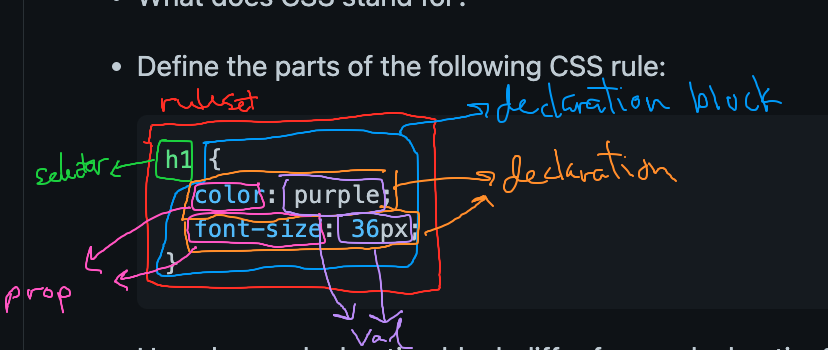 What does CSS stand for?
• Define the parts of the following CSS rule:
ruleset
declaration block
h1 {
selector
declaration
color: purple;
font-size: 36px;
}
prop
val